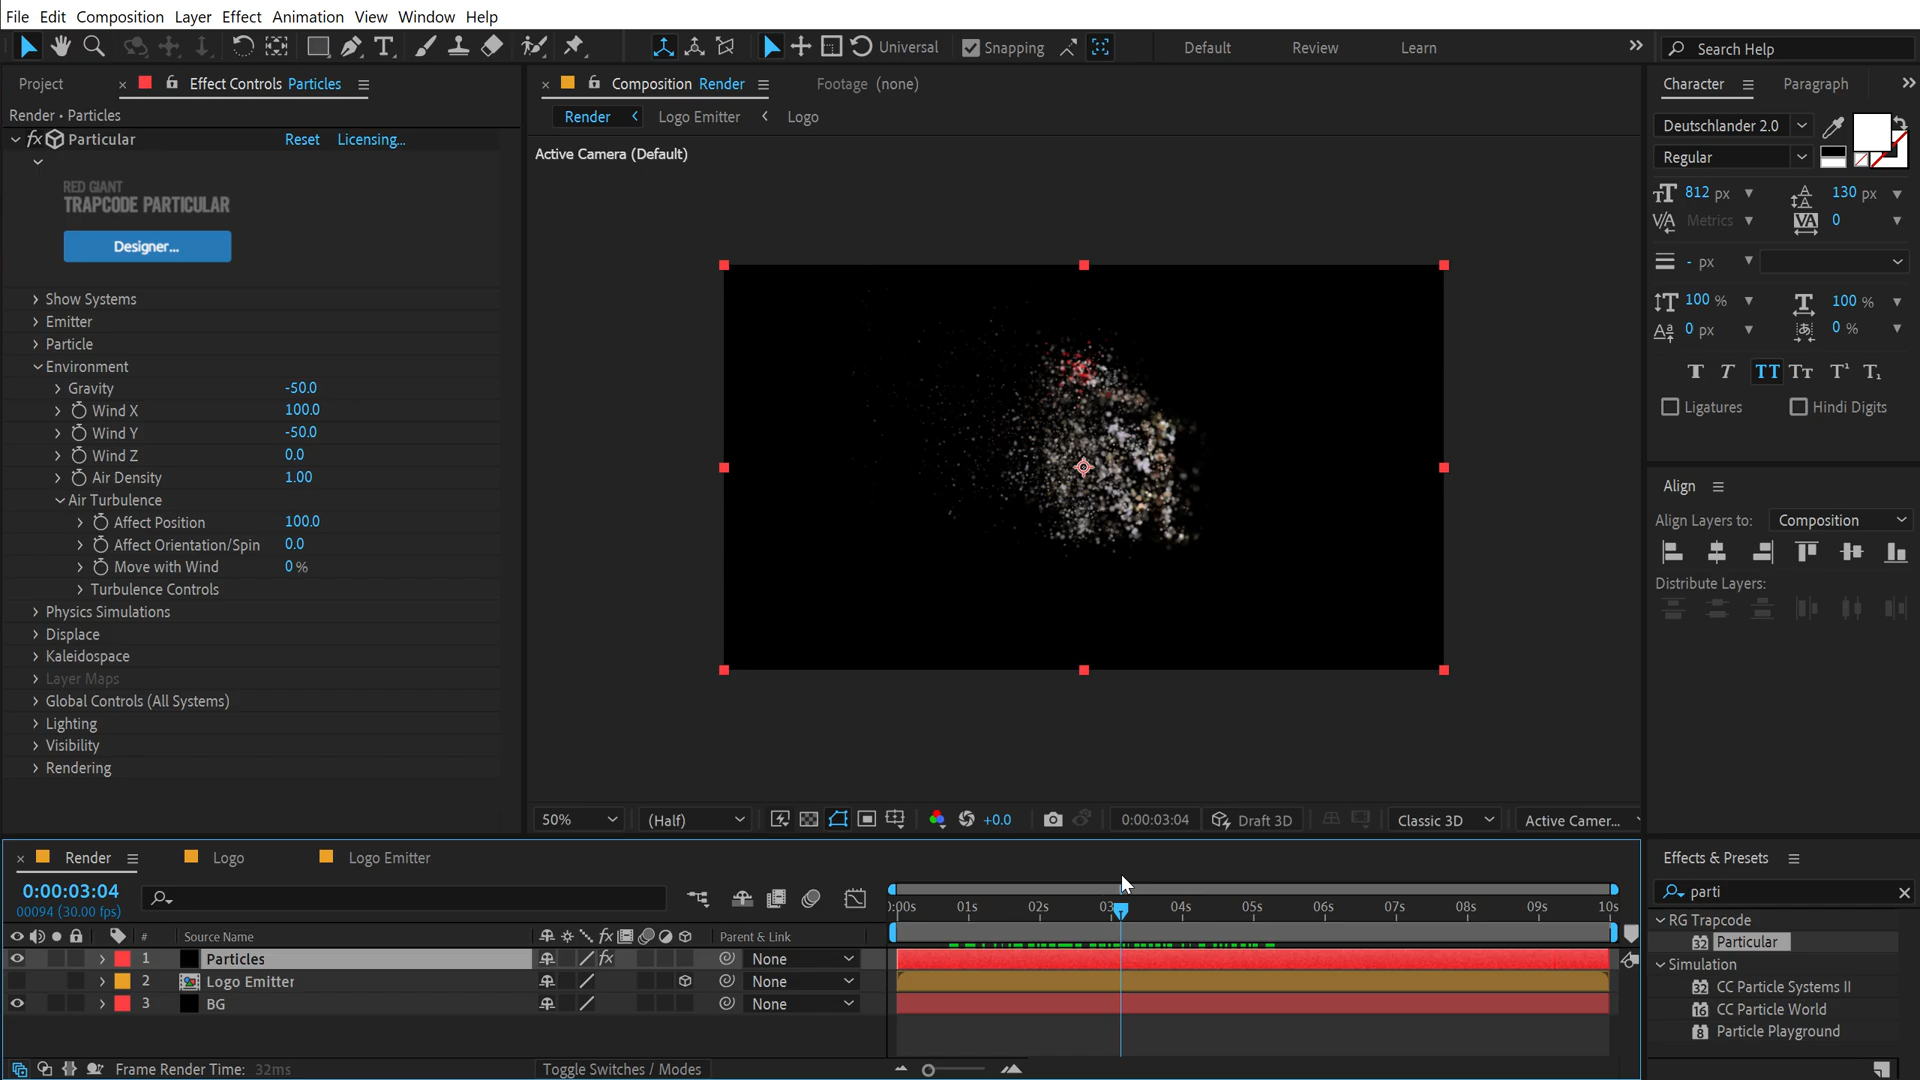 File Edit Composition Layer Effect Animation View Window Help
Universal Snapping Default Review Learn Search Help
Project Effect Controls Particles
Composition Render Footage (none)
Character Paragraph
Render • Particles
Render Logo Emitter Logo
Particular Reset Licensing...
Active Camera (Default)
RED GIANT
TRAPCODE PARTICULAR
Designer...
Show Systems
Emitter
Particle
Environment
Gravity -50.0
Wind X 100.0
Wind Y -50.0
Wind Z 0.0
Air Density 1.00
Air Turbulence
Affect Position 100.0
Affect Orientation/Spin 0.0
Move with Wind 0 %
Turbulence Controls
Physics Simulations
Displace
Kaleidospace
Layer Maps
Global Controls (All Systems)
Lighting
Visibility
Rendering
Deutschlander 2.0
Regular
812 px 130 px
Metrics 0
- px
100 % 100 %
0 px 0 %
Ligatures Hindi Digits
Align
Align Layers to: Composition
Distribute Layers:
50% (Half) +0.0 0:00:03:04 Draft 3D Classic 3D Active Camer...
Render Logo Logo Emitter
0:00:03:04
00094 (30.00 fps)
):00s 01s 02s 03 04s 05s 06s 07s 08s 09s 10s
# Source Name Parent & Link
1 Particles None
2 Logo Emitter None
3 BG None
Frame Render Time: 32ms Toggle Switches / Modes
Effects & Presets
parti
RG Trapcode
Particular
Simulation
CC Particle Systems II
CC Particle World
Particle Playground